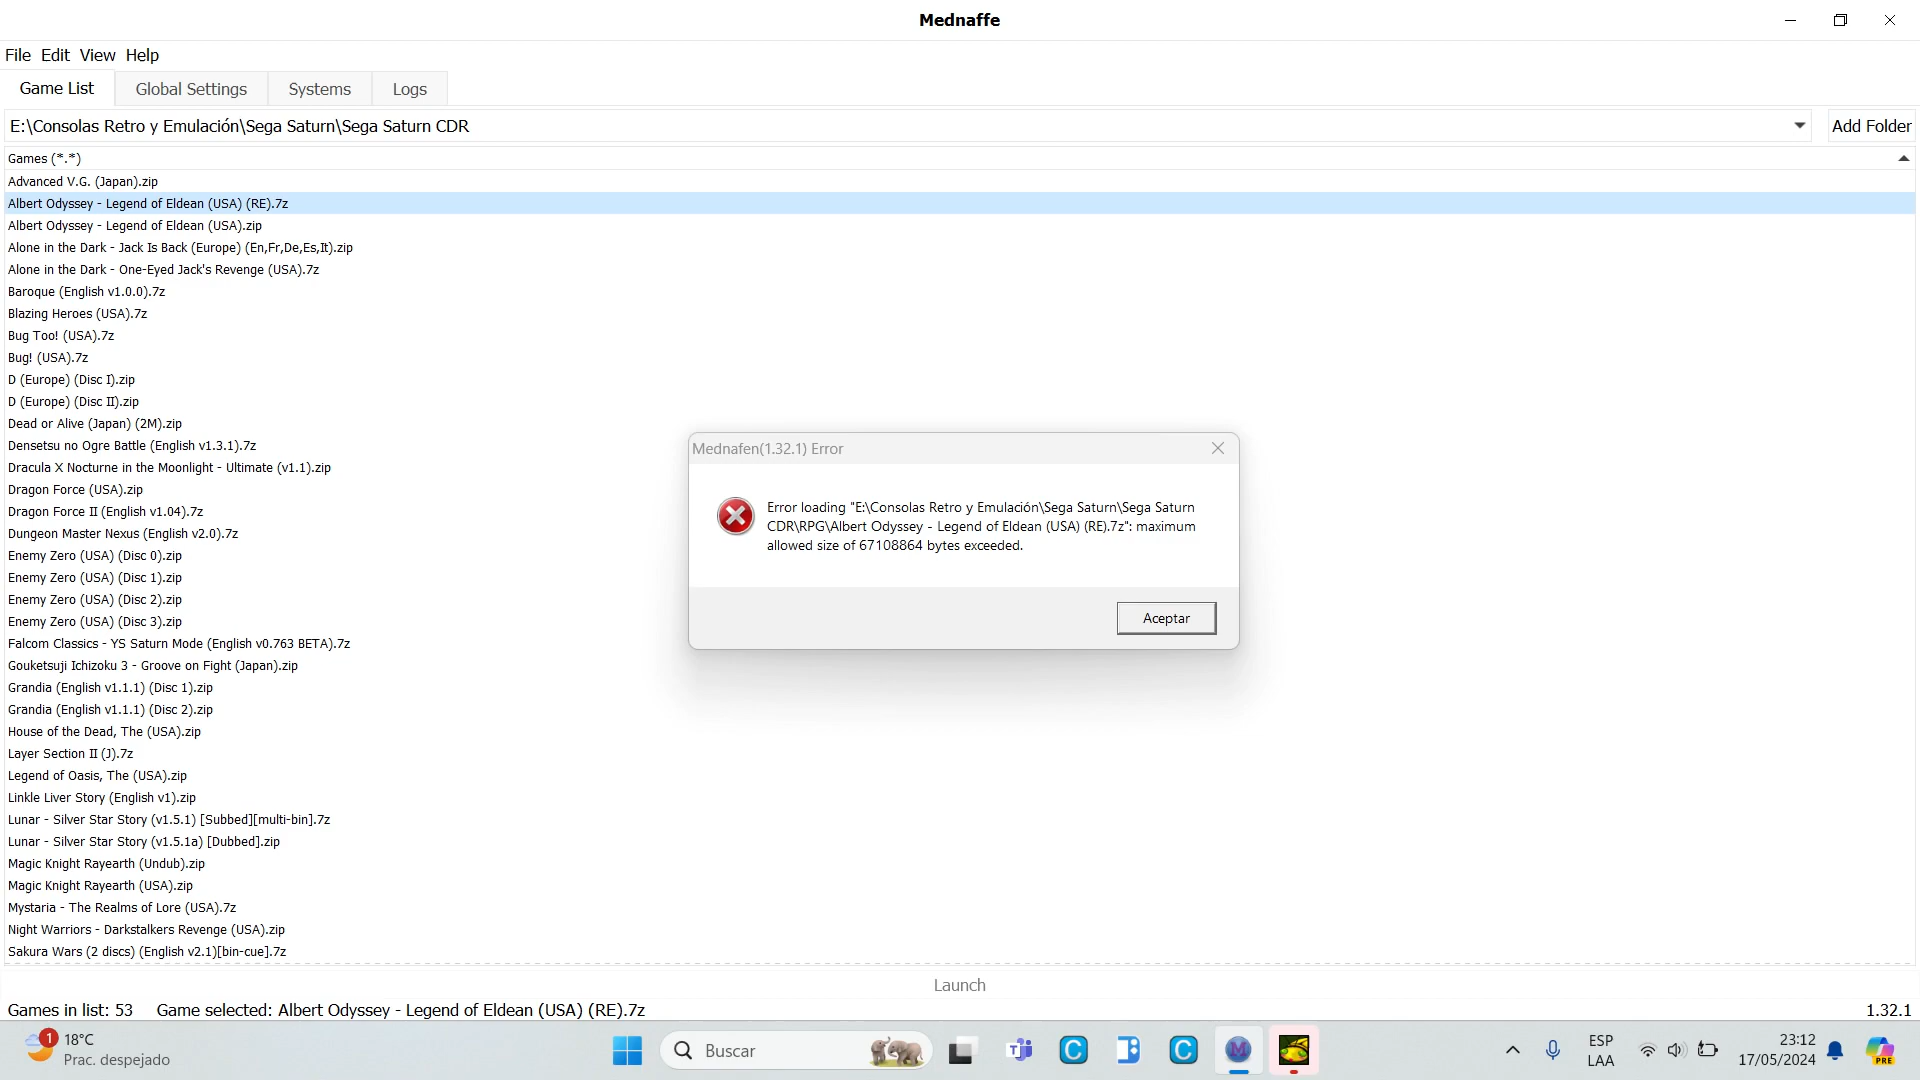 Mednaffe
File Edit View Help
Game List Global Settings Systems Logs
E:\Consolas Retro y Emulación\Sega Saturn\Sega Saturn CDR
Add Folder
Games (*.*)
Advanced V.G. (Japan).zip
Albert Odyssey - Legend of Eldean (USA) (RE).7z
Albert Odyssey - Legend of Eldean (USA).zip
Alone in the Dark - Jack Is Back (Europe) (En,Fr,De,Es,It).zip
Alone in the Dark - One-Eyed Jack's Revenge (USA).7z
Baroque (English v1.0.0).7z
Blazing Heroes (USA).7z
Bug Too! (USA).7z
Bug! (USA).7z
D (Europe) (Disc I).zip
D (Europe) (Disc II).zip
Dead or Alive (Japan) (2M).zip
Densetsu no Ogre Battle (English v1.3.1).7z
Dracula X Nocturne in the Moonlight - Ultimate (v1.1).zip
Dragon Force (USA).zip
Dragon Force II (English v1.04).7z
Dungeon Master Nexus (English v2.0).7z
Enemy Zero (USA) (Disc 0).zip
Enemy Zero (USA) (Disc 1).zip
Enemy Zero (USA) (Disc 2).zip
Enemy Zero (USA) (Disc 3).zip
Falcom Classics - YS Saturn Mode (English v0.763 BETA).7z
Gouketsuji Ichizoku 3 - Groove on Fight (Japan).zip
Grandia (English v1.1.1) (Disc 1).zip
Grandia (English v1.1.1) (Disc 2).zip
House of the Dead, The (USA).zip
Layer Section II (J).7z
Legend of Oasis, The (USA).zip
Linkle Liver Story (English v1).zip
Lunar - Silver Star Story (v1.5.1) [Subbed][multi-bin].7z
Lunar - Silver Star Story (v1.5.1a) [Dubbed].zip
Magic Knight Rayearth (Undub).zip
Magic Knight Rayearth (USA).zip
Mystaria - The Realms of Lore (USA).7z
Night Warriors - Darkstalkers Revenge (USA).zip
Sakura Wars (2 discs) (English v2.1)[bin-cue].7z
Mednafen(1.32.1) Error
Error loading "E:\Consolas Retro y Emulación\Sega Saturn\Sega Saturn
CDR\RPG\Albert Odyssey - Legend of Eldean (USA) (RE).7z": maximum
allowed size of 67108864 bytes exceeded.
Aceptar
Launch
Games in list: 53 Game selected: Albert Odyssey - Legend of Eldean (USA) (RE).7z
1.32.1
1
18°C
Prac. despejado
Buscar
T
C
C
M
ESP
LAA
23:12
17/05/2024
PRE